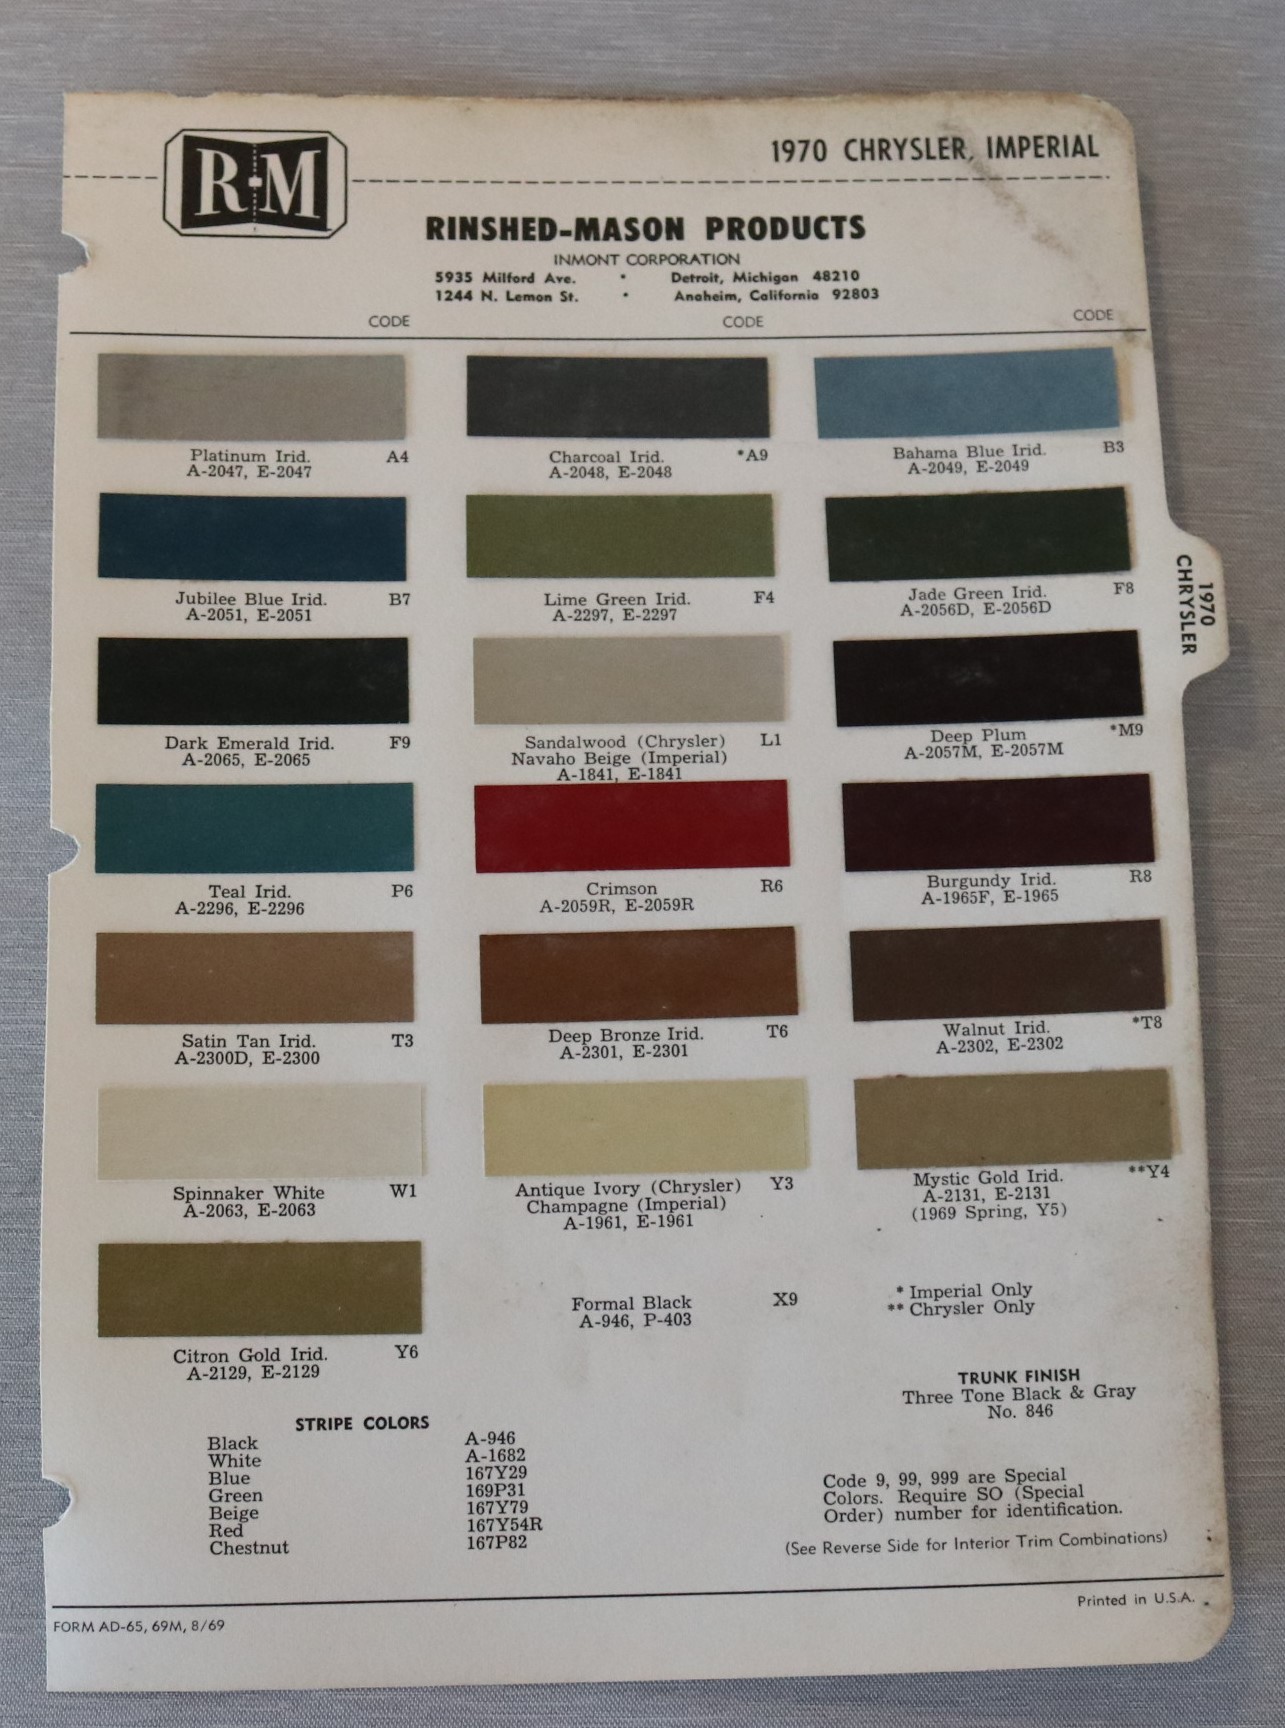 R-M
1970 CHRYSLER, IMPERIAL
RINSHED-MASON PRODUCTS
INMONT CORPORATION
5935 Milford Ave. • Detroit, Michigan 48210
1244 N. Lemon St. • Anaheim, California 92803
CODE CODE CODE
Platinum Irid. A4
A-2047, E-2047
Charcoal Irid. *A9
A-2048, E-2048
Bahama Blue Irid. B3
A-2049, E-2049
Jubilee Blue Irid. B7
A-2051, E-2051
Lime Green Irid. F4
A-2297, E-2297
Jade Green Irid. F8
A-2056D, E-2056D
1970
CHRYSLER
Dark Emerald Irid. F9
A-2065, E-2065
Sandalwood (Chrysler) L1
Navaho Beige (Imperial)
A-1841, E-1841
Deep Plum *M9
A-2057M, E-2057M
Teal Irid. P6
A-2296, E-2296
Crimson R6
A-2059R, E-2059R
Burgundy Irid. R8
A-1965F, E-1965
Satin Tan Irid. T3
A-2300D, E-2300
Deep Bronze Irid. T6
A-2301, E-2301
Walnut Irid. *T8
A-2302, E-2302
Spinnaker White W1
A-2063, E-2063
Antique Ivory (Chrysler) Y3
Champagne (Imperial)
A-1961, E-1961
Mystic Gold Irid. **Y4
A-2131, E-2131
(1969 Spring, Y5)
Citron Gold Irid. Y6
A-2129, E-2129
Formal Black X9
A-946, P-403
* Imperial Only
** Chrysler Only
TRUNK FINISH
Three Tone Black & Gray
No. 846
STRIPE COLORS
Black A-946
White A-1682
Blue 167Y29
Green 169P31
Beige 167Y79
Red 167Y54R
Chestnut 167P82
Code 9, 99, 999 are Special
Colors. Require SO (Special
Order) number for identification.
(See Reverse Side for Interior Trim Combinations)
Printed in U.S.A.
FORM AD-65, 69M, 8/69